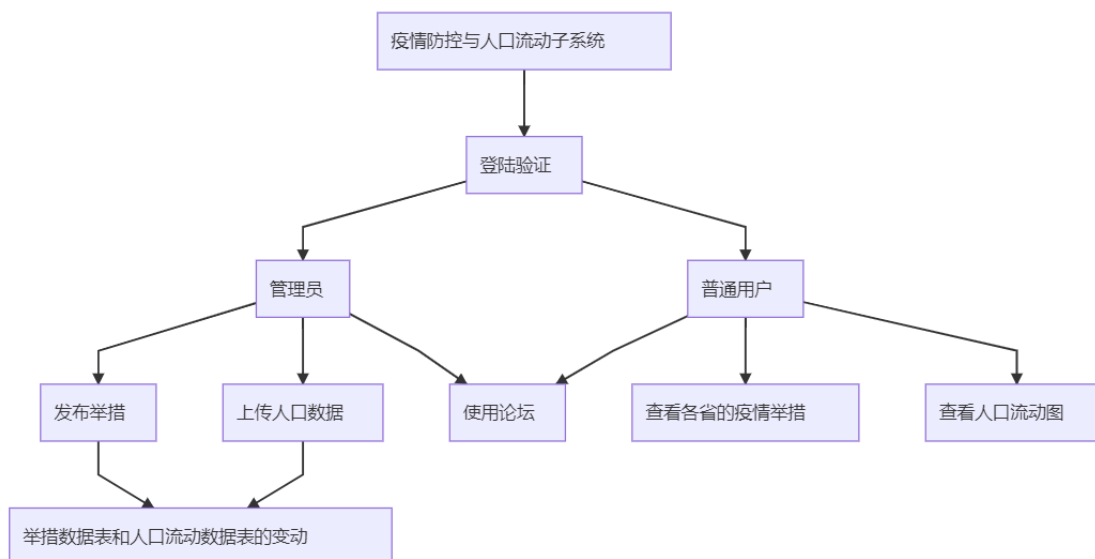 疫情防控与人口流动子系统
登陆验证
管理员
普通用户
发布举措
上传人口数据
使用论坛
查看各省的疫情举措
查看人口流动图
举措数据表和人口流动数据表的变动